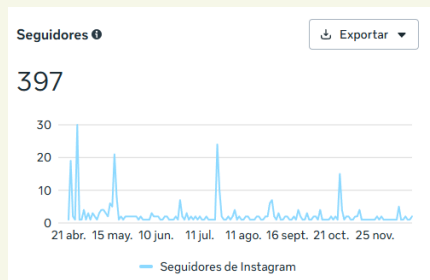 Seguidores
Exportar
397
30
20
10
0
21 abr. 15 may. 10 jun. 11 jul. 11 ago. 16 sept. 21 oct. 25 nov.
Seguidores de Instagram